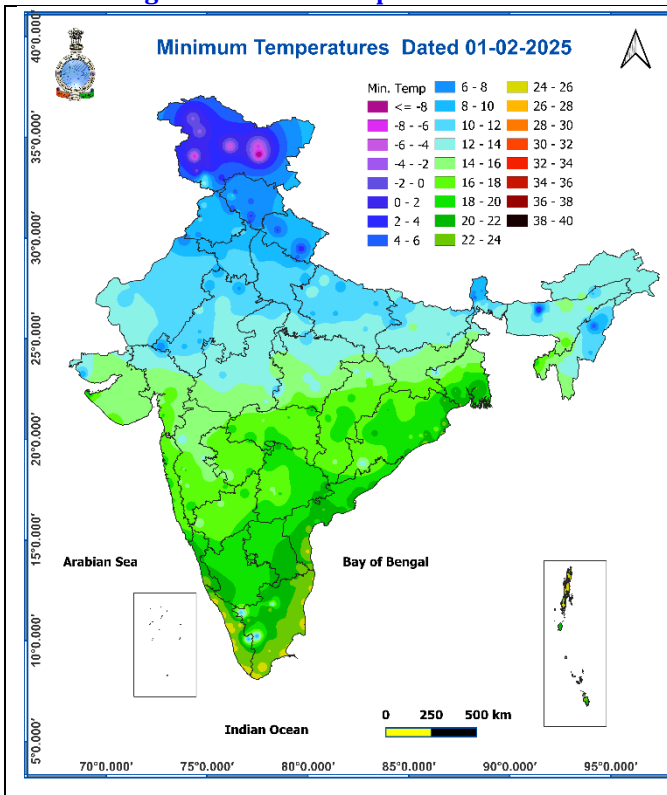 Minimum Temperatures Dated 01-02-2025
Min. Temp
<= -8
-8 - -6
-6 - -4
-4 - -2
-2 - 0
0 - 2
2 - 4
4 - 6
6 - 8
8 - 10
10 - 12
12 - 14
14 - 16
16 - 18
18 - 20
20 - 22
22 - 24
24 - 26
26 - 28
28 - 30
30 - 32
32 - 34
34 - 36
36 - 38
38 - 40
40°0.000'
35°0.000'
30°0.000'
25°0.000'
20°0.000'
15°0.000'
10°0.000'
5°0.000'
Arabian Sea
Bay of Bengal
Indian Ocean
0 250 500 km
70°0.000' 75°0.000' 80°0.000' 85°0.000' 90°0.000' 95°0.000'